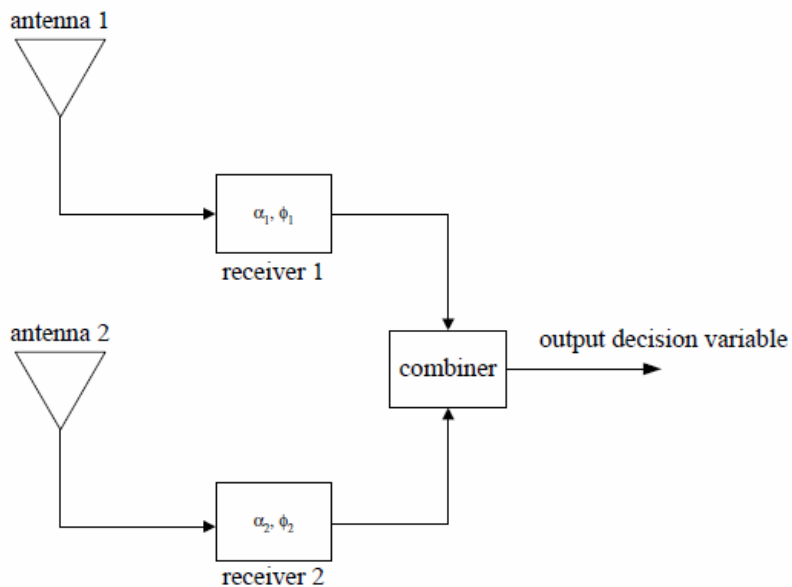 antenna 1
α₁, ϕ₁
receiver 1
antenna 2
combiner
output decision variable
α₂, ϕ₂
receiver 2